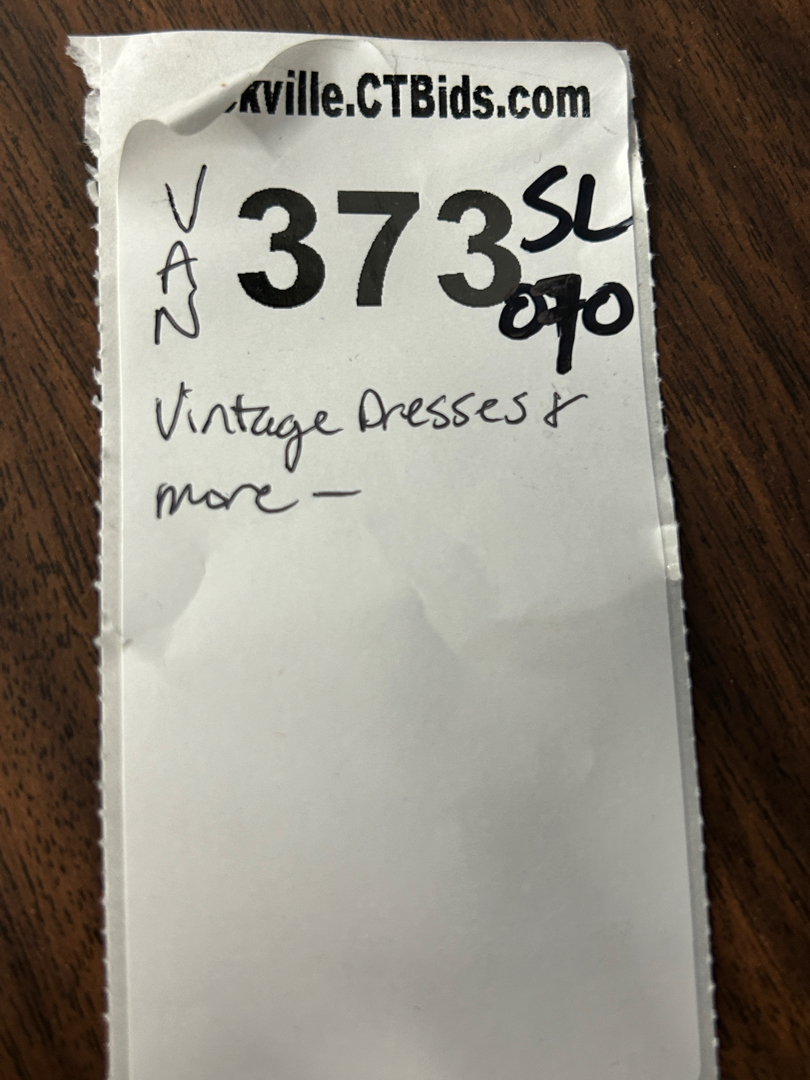 kville.CTBids.com
VAN
373
SL
070
Vintage Dresses &
more —